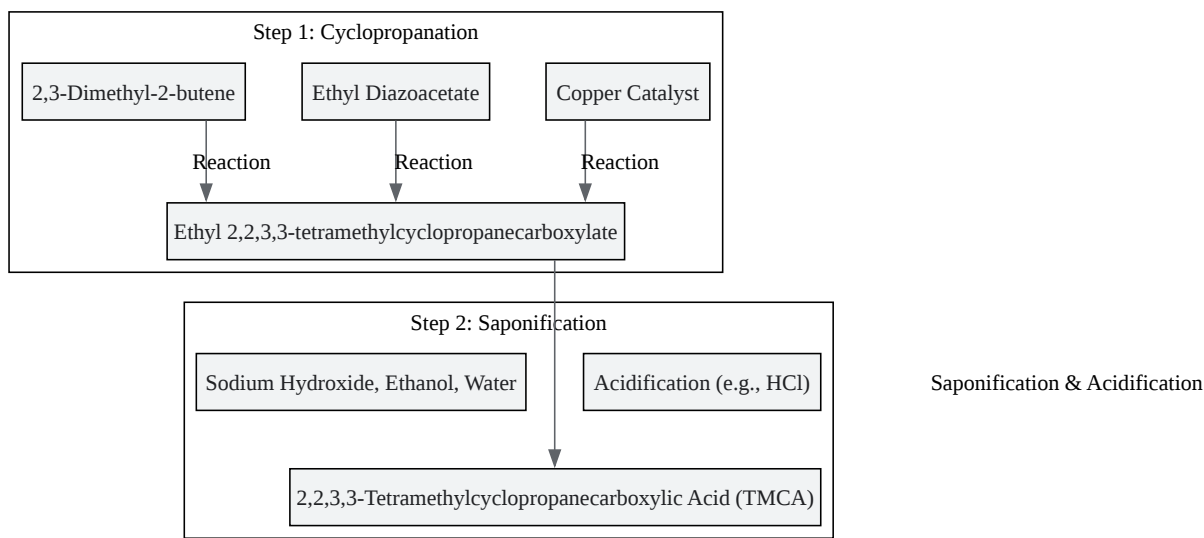 Step 1: Cyclopropanation
2,3-Dimethyl-2-butene
Ethyl Diazoacetate
Copper Catalyst
Reaction
Reaction
Reaction
Ethyl 2,2,3,3-tetramethylcyclopropanecarboxylate
Step 2: Saponification
Sodium Hydroxide, Ethanol, Water
Acidification (e.g., HCl)
Saponification & Acidification
2,2,3,3-Tetramethylcyclopropanecarboxylic Acid (TMCA)